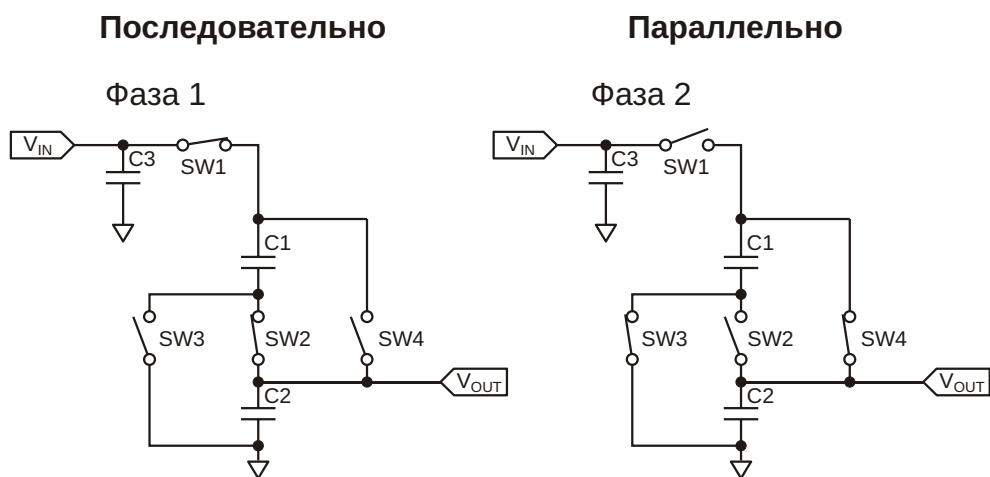 Последовательно
Параллельно
Фаза 1
Фаза 2
VIN
C3
SW1
C1
SW3
SW2
SW4
VOUT
C2
VIN
C3
SW1
C1
SW3
SW2
SW4
VOUT
C2